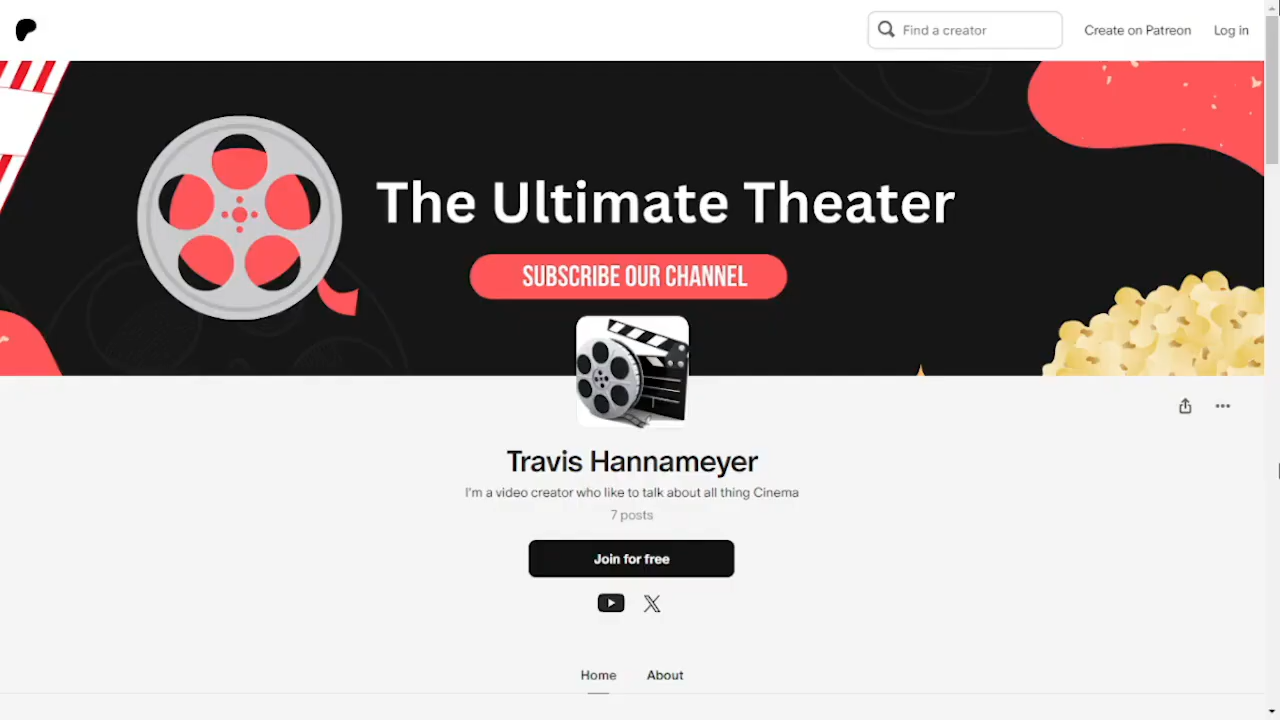 Find a creator
Create on Patreon
Log in
The Ultimate Theater
SUBSCRIBE OUR CHANNEL
Travis Hannameyer
I'm a video creator who like to talk about all thing Cinema
7 posts
Join for free
Home
About